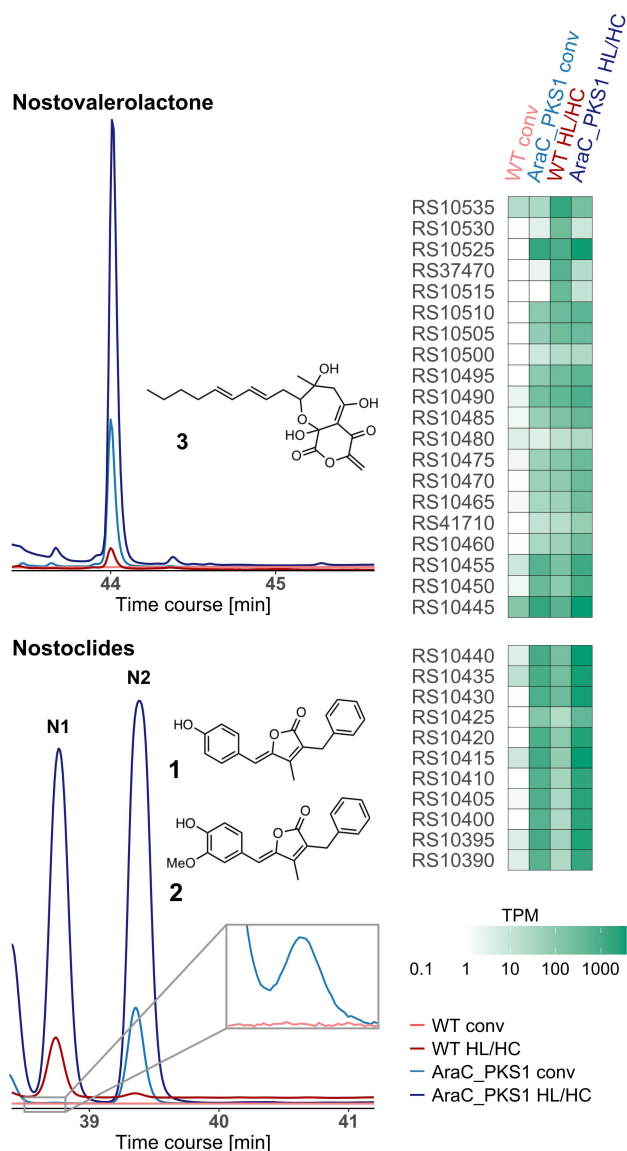 Nostovalerolactone
OH
OH
O
HO
O
O
O
3
44
45
Time course [min]
Nostoclides
N1
N2
HO
O
O
1
HO
O
O
MeO
2
39
40
41
Time course [min]
WT conv
AraC_PKS1 conv
WT HL/HC
AraC_PKS1 HL/HC
RS10535
RS10530
RS10525
RS37470
RS10515
RS10510
RS10505
RS10500
RS10495
RS10490
RS10485
RS10480
RS10475
RS10470
RS10465
RS41710
RS10460
RS10455
RS10450
RS10445
RS10440
RS10435
RS10430
RS10425
RS10420
RS10415
RS10410
RS10405
RS10400
RS10395
RS10390
TPM
0.1 1 10 100 1000
WT conv
WT HL/HC
AraC_PKS1 conv
AraC_PKS1 HL/HC